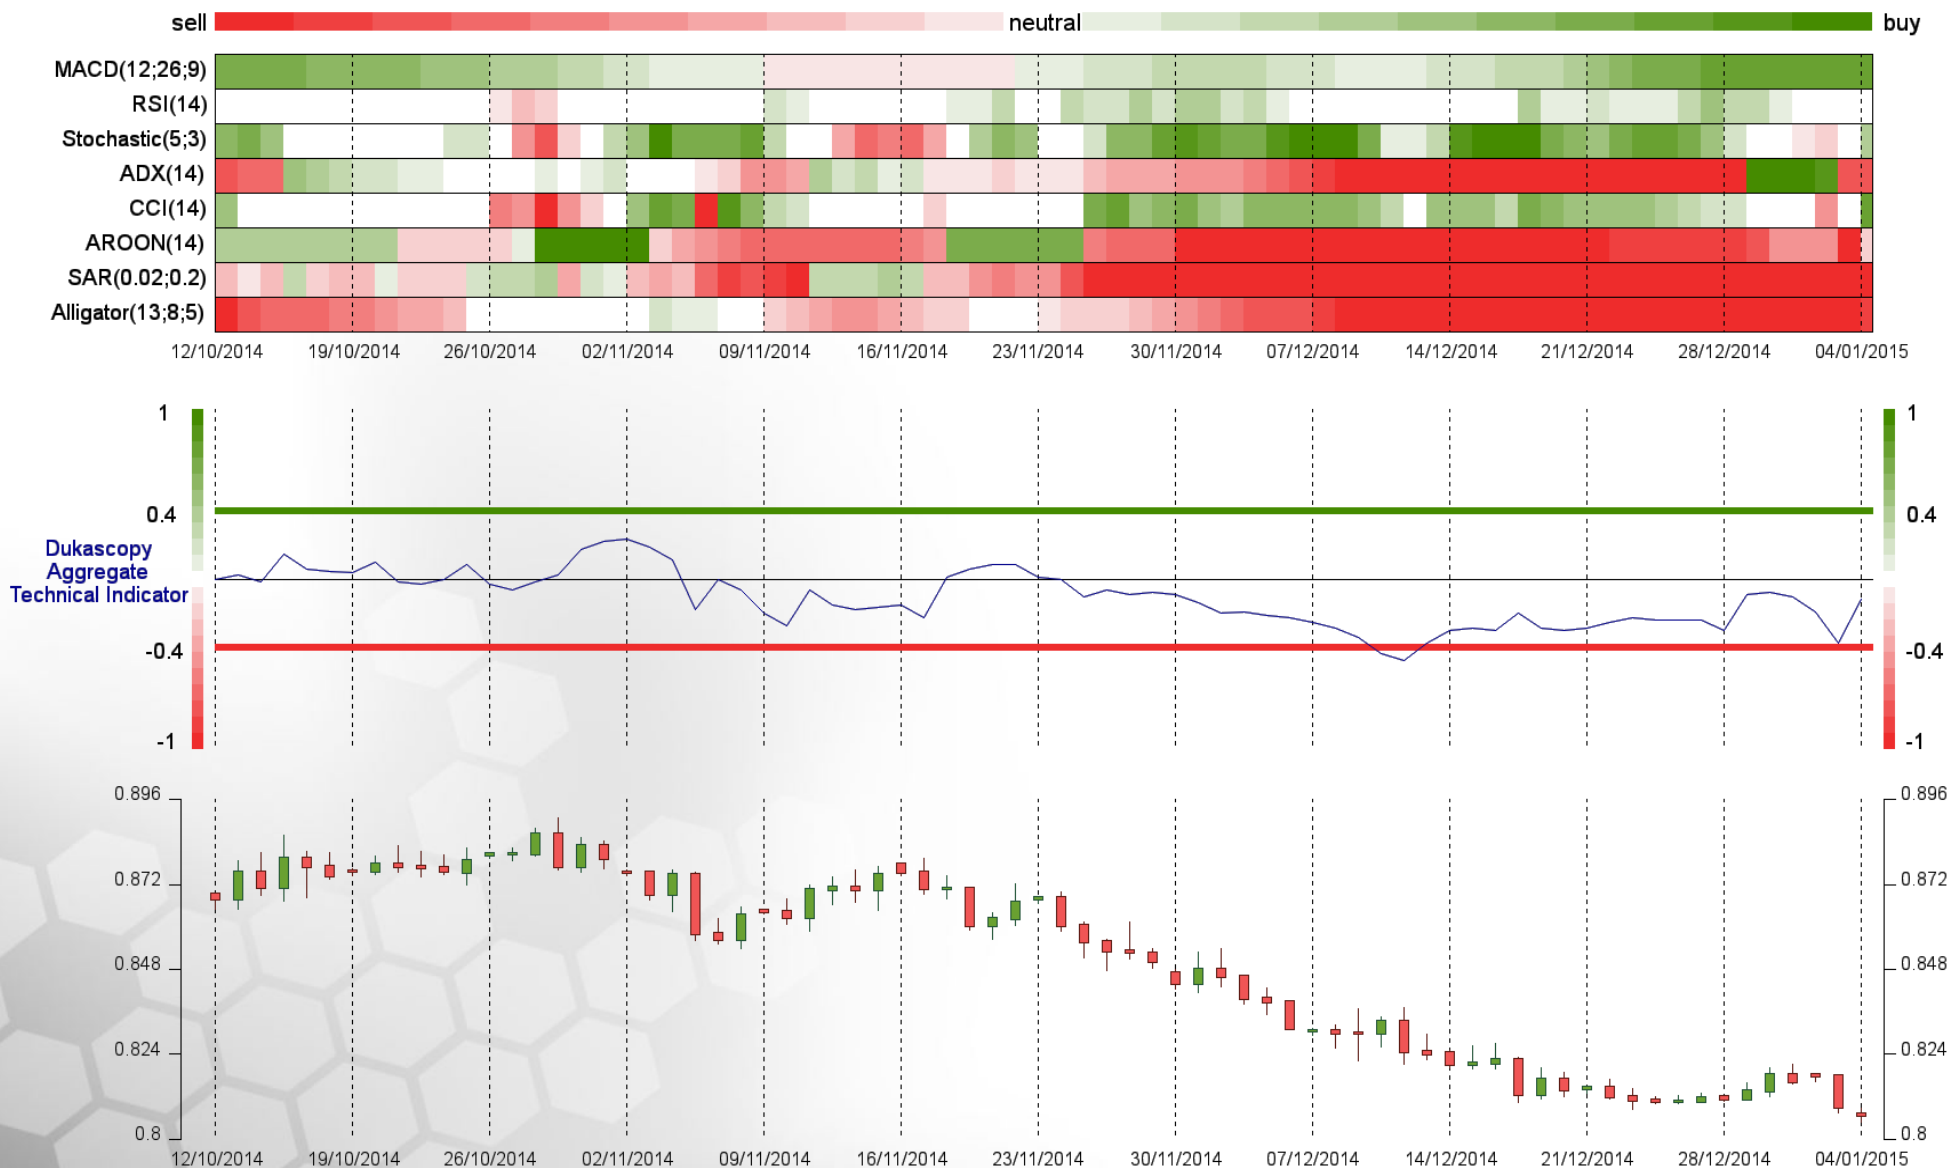 sell neutral buy
MACD(12;26;9)
RSI(14)
Stochastic(5;3)
ADX(14)
CCI(14)
AROON(14)
SAR(0.02;0.2)
Alligator(13;8;5)
12/10/2014 19/10/2014 26/10/2014 02/11/2014 09/11/2014 16/11/2014 23/11/2014 30/11/2014 07/12/2014 14/12/2014 21/12/2014 28/12/2014 04/01/2015
1 1
0.4 0.4
Dukascopy
Aggregate
Technical Indicator
-0.4 -0.4
-1 -1
0.896 0.896
0.872 0.872
0.848 0.848
0.824 0.824
0.8 0.8
12/10/2014 19/10/2014 26/10/2014 02/11/2014 09/11/2014 16/11/2014 23/11/2014 30/11/2014 07/12/2014 14/12/2014 21/12/2014 28/12/2014 04/01/2015